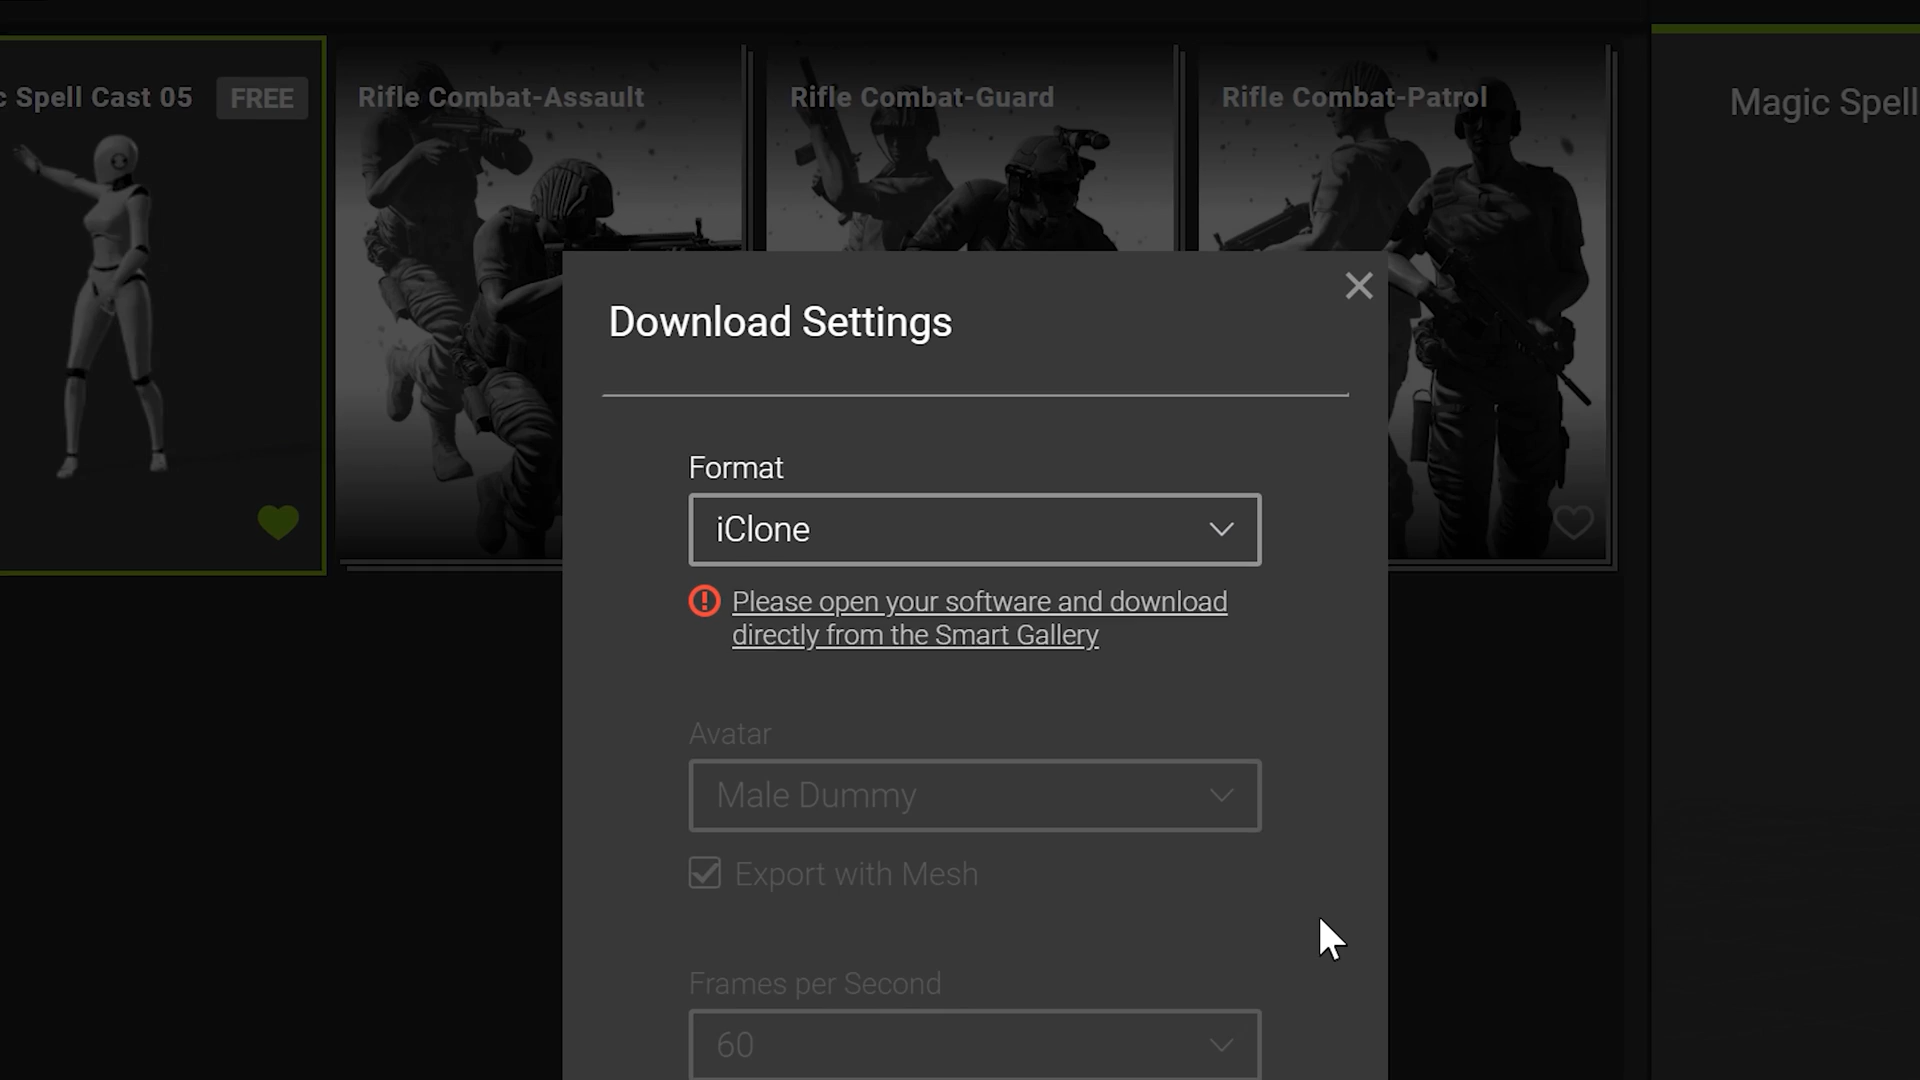 c Spell Cast 05
FREE
Rifle Combat-Assault
Rifle Combat-Guard
Rifle Combat-Patrol
Magic Spell
Download Settings
Format
iClone
Please open your software and download
directly from the Smart Gallery
Avatar
Male Dummy
Export with Mesh
Frames per Second
60